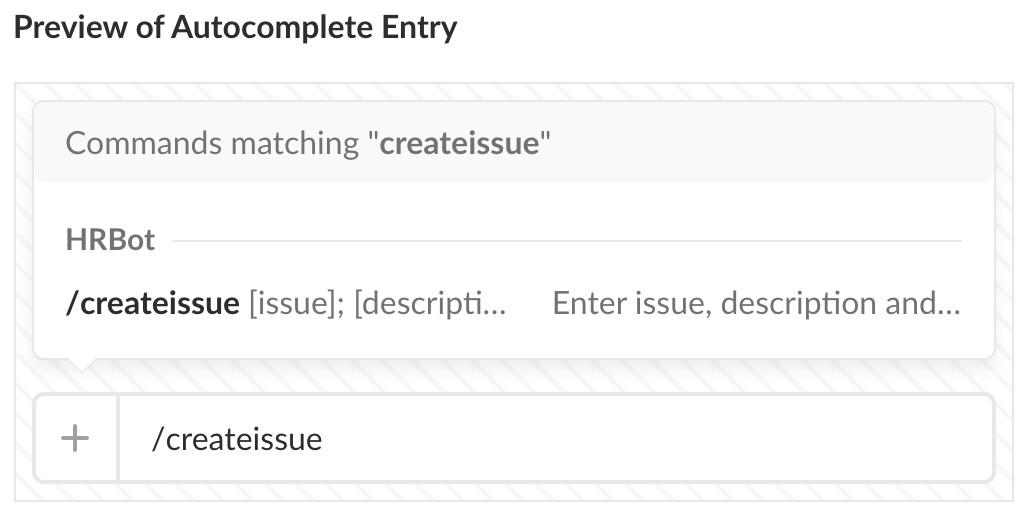 Preview of Autocomplete Entry
Commands matching "createissue"
HRBot
/createissue [issue]; [descripti... Enter issue, description and...
/createissue